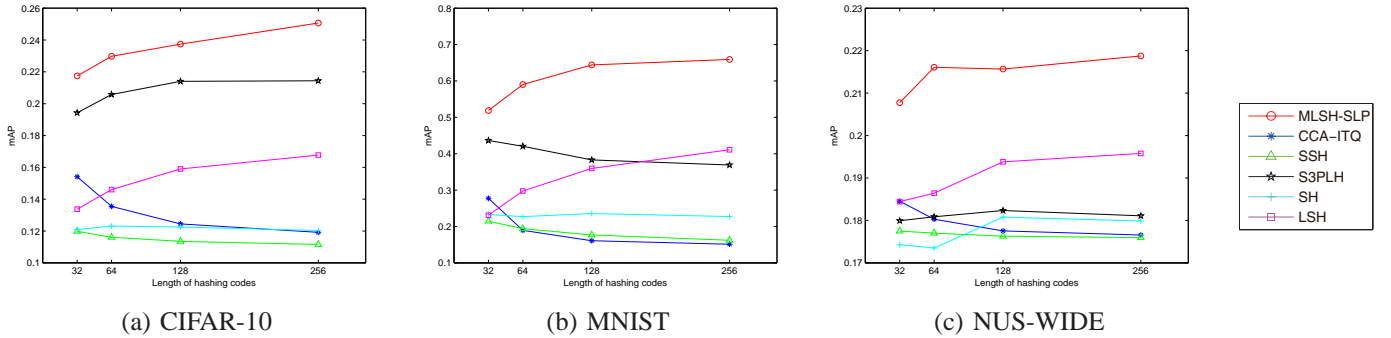 0.26
0.24
0.22
0.2
0.18
0.16
0.14
0.12
0.1
mAP
32 64 128 256
Length of hashing codes
(a) CIFAR-10
0.8
0.7
0.6
0.5
0.4
0.3
0.2
0.1
mAP
32 64 128 256
Length of hashing codes
(b) MNIST
0.23
0.22
0.21
0.2
0.19
0.18
0.17
mAP
32 64 128 256
Length of hashing codes
(c) NUS-WIDE
MLSH-SLP
CCA-ITQ
SSH
S3PLH
SH
LSH